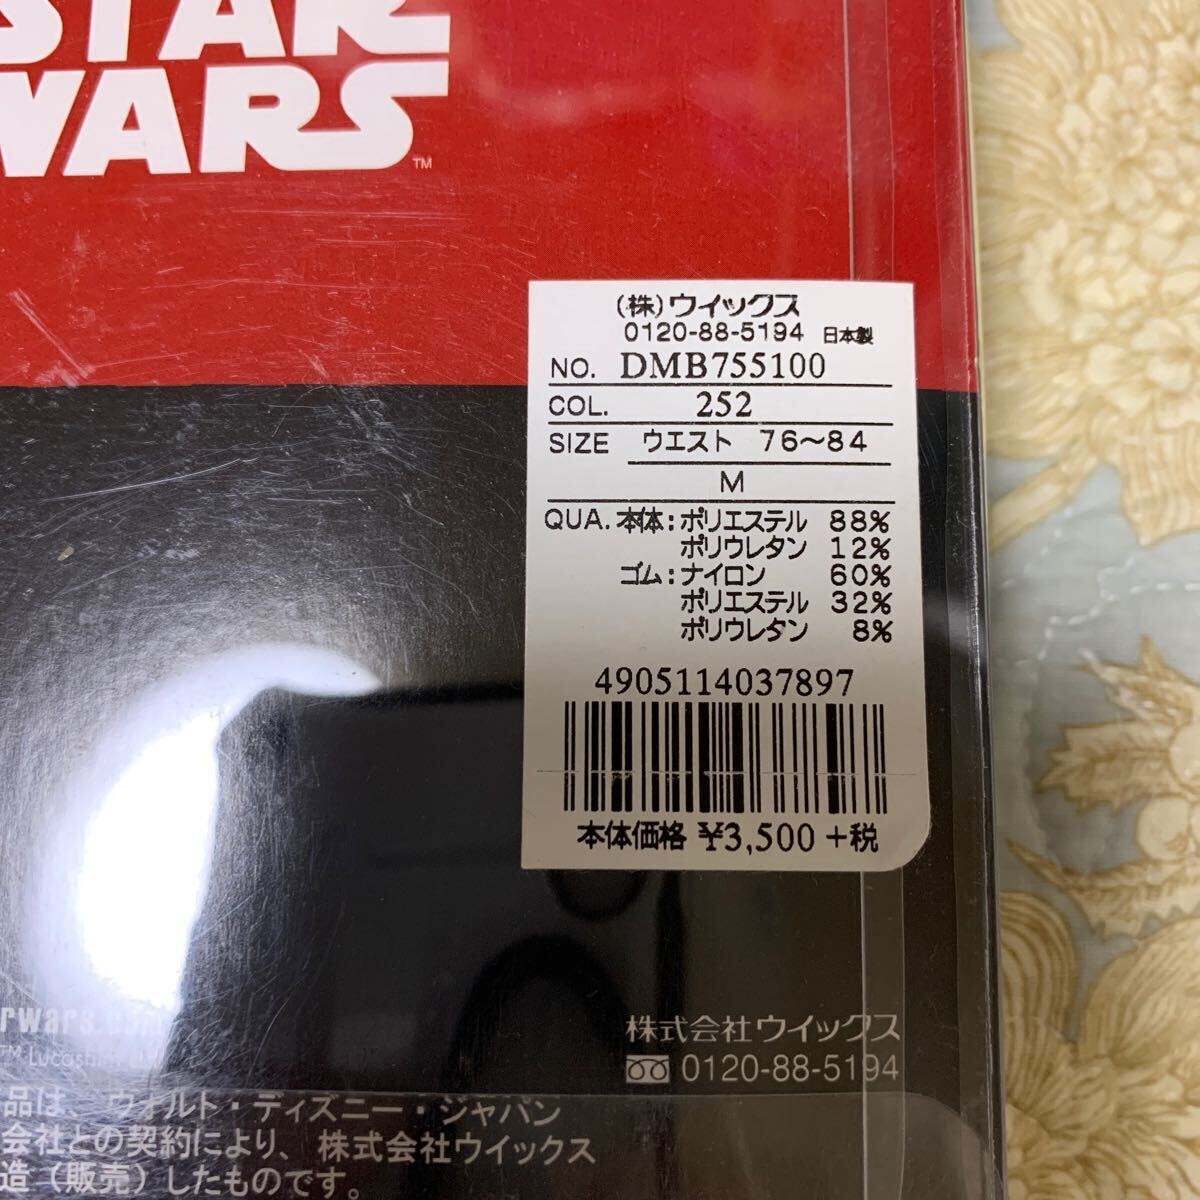 STAR
WARS™
(株)ウイックス
0120-88-5194 日本製
NO. DMB755100
COL. 252
SIZE ウエスト 76～84
M
QUA. 本体:ポリエステル 88%
ポリウレタン 12%
ゴム:ナイロン 60%
ポリエステル 32%
ポリウレタン 8%
4905114037897
本体価格 ¥3,500 +税
株式会社ウイックス
0120-88-5194
品は、ウォルト・ディズニー・ジャパン
会社との契約により、株式会社ウイックス
造（販売）したものです。